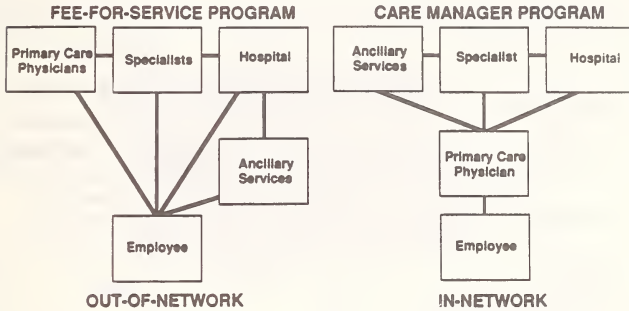 FEE-FOR-SERVICE PROGRAM
Primary Care
Physicians
Specialists
Hospital
Ancillary
Services
Employee
OUT-OF-NETWORK
CARE MANAGER PROGRAM
Ancillary
Services
Specialist
Hospital
Primary Care
Physician
Employee
IN-NETWORK